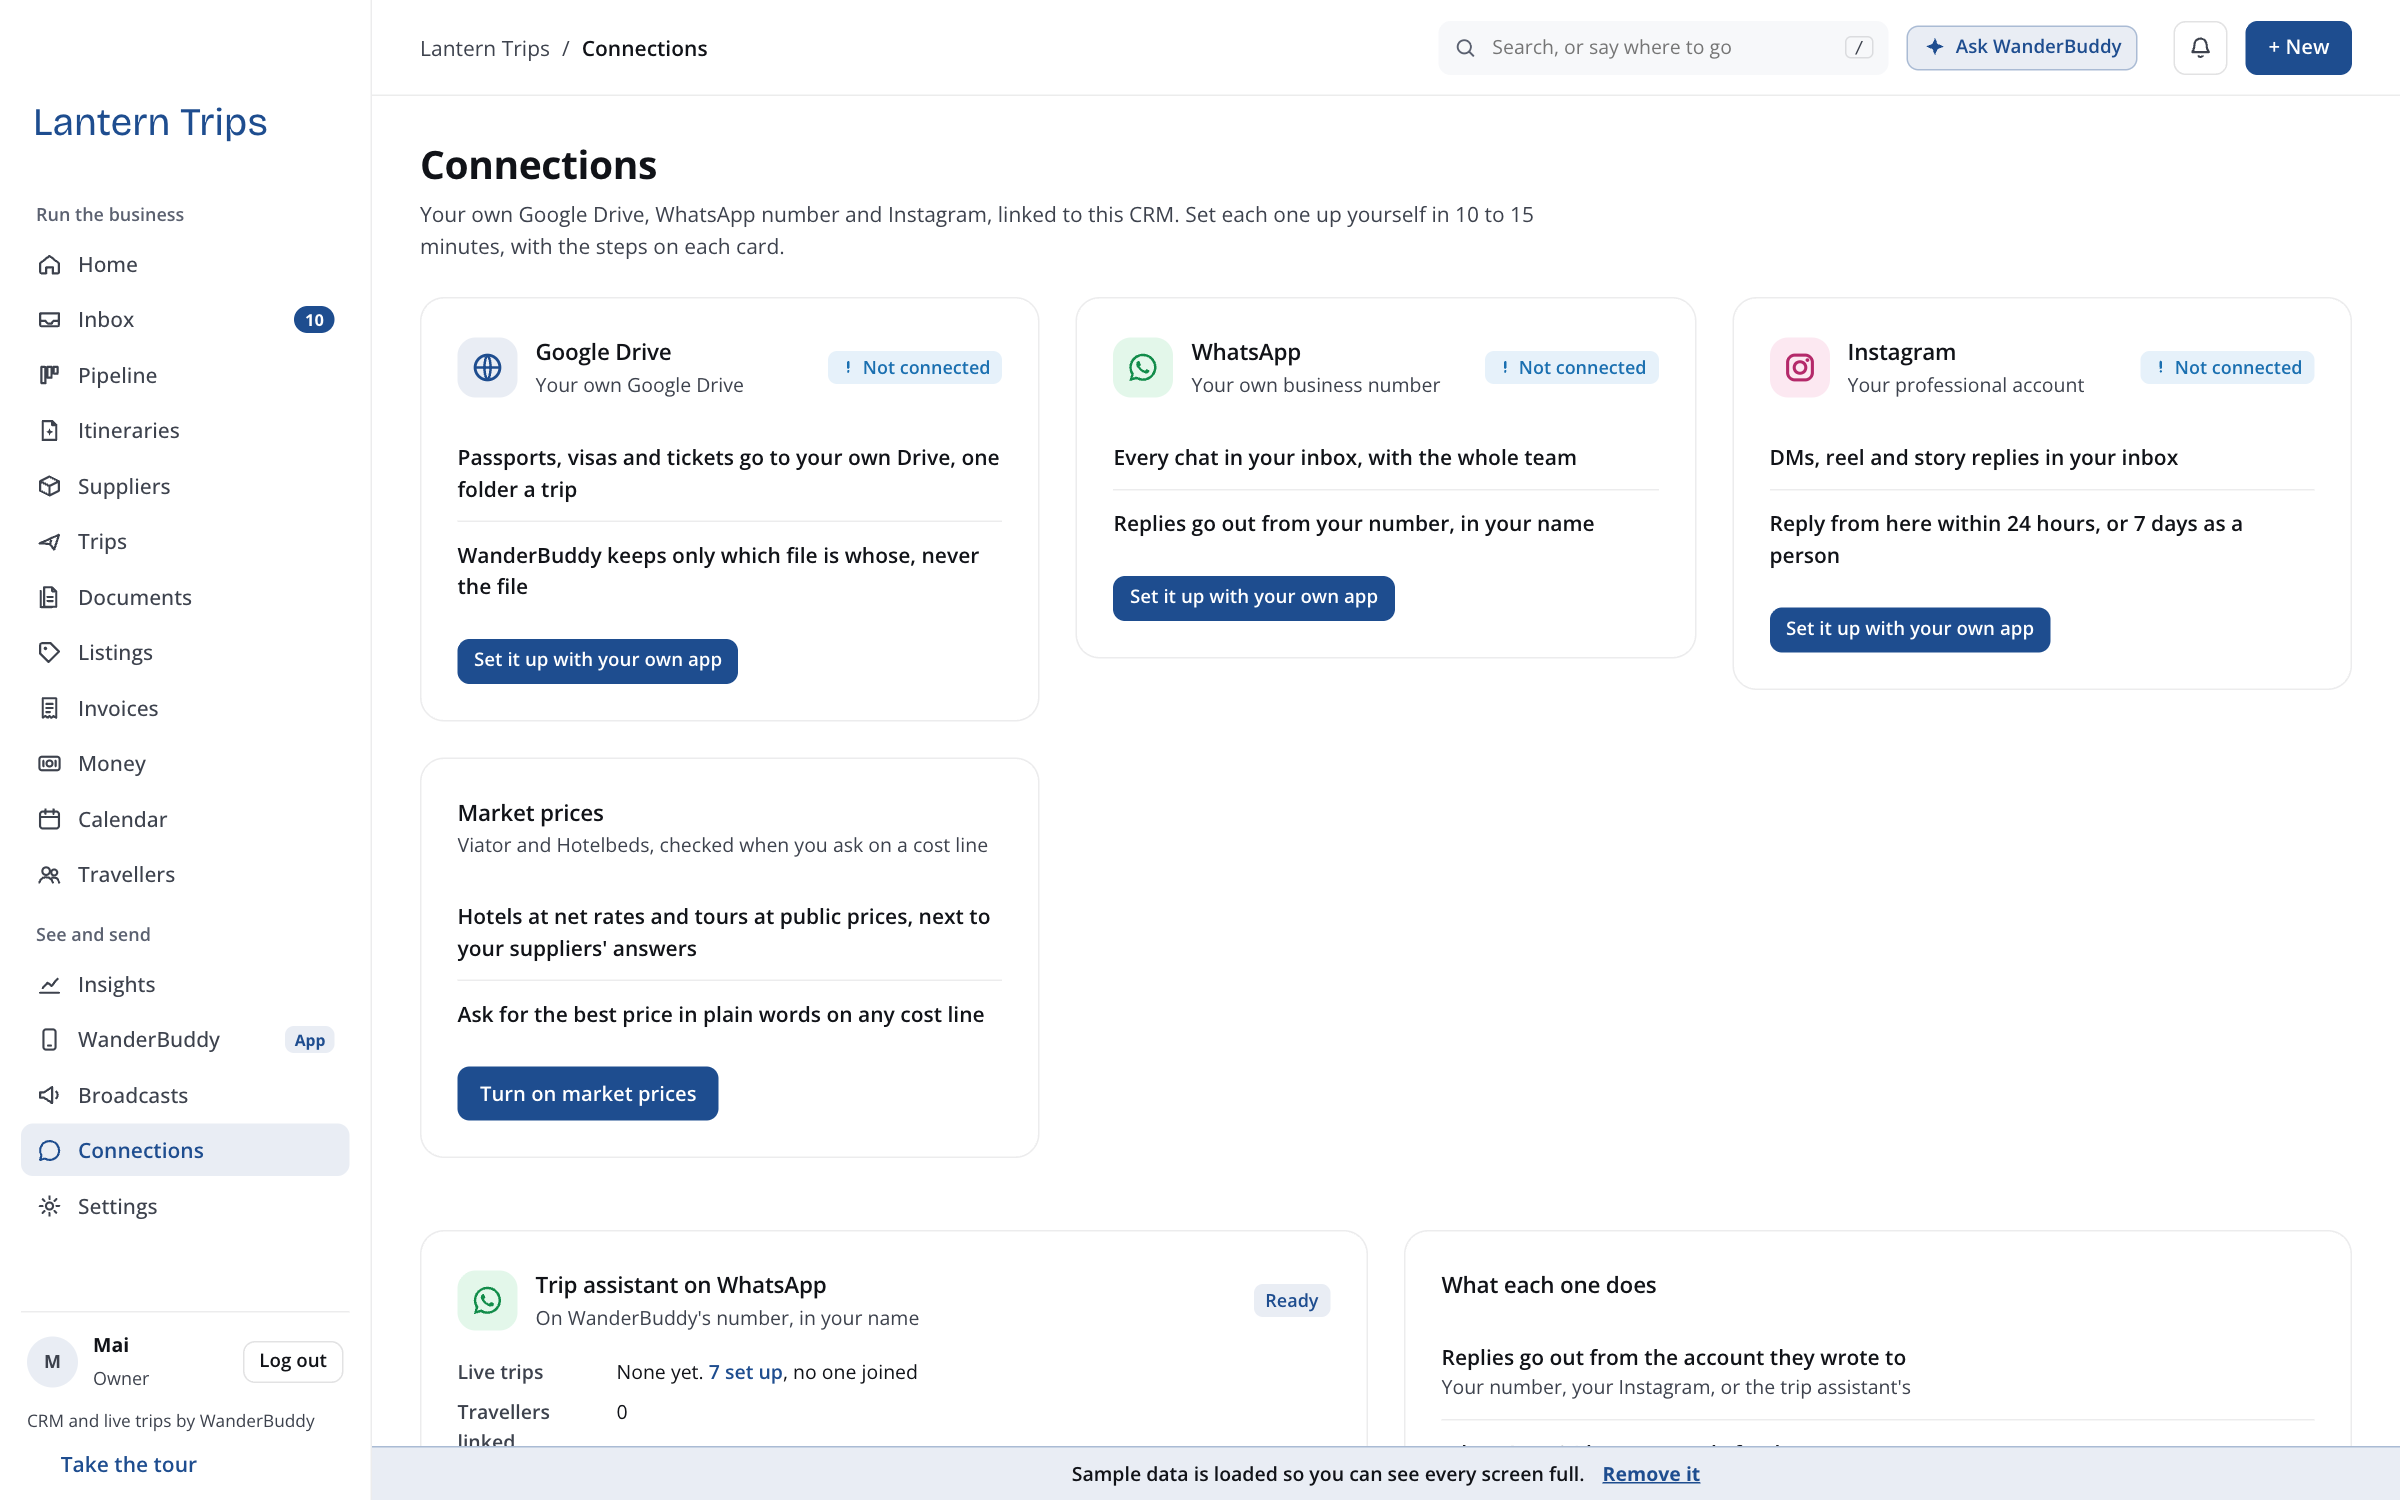 Lantern Trips
Run the business
Home
Inbox 10
Pipeline
Itineraries
Suppliers
Trips
Documents
Listings
Invoices
Money
Calendar
Travellers
See and send
Insights
WanderBuddy App
Broadcasts
Connections
Settings
M
Mai
Owner
Log out
CRM and live trips by WanderBuddy
Take the tour
Lantern Trips / Connections
Search, or say where to go /
Ask WanderBuddy
+ New
Connections
Your own Google Drive, WhatsApp number and Instagram, linked to this CRM. Set each one up yourself in 10 to 15
minutes, with the steps on each card.
Google Drive
Your own Google Drive
! Not connected
Passports, visas and tickets go to your own Drive, one
folder a trip
WanderBuddy keeps only which file is whose, never
the file
Set it up with your own app
WhatsApp
Your own business number
! Not connected
Every chat in your inbox, with the whole team
Replies go out from your number, in your name
Set it up with your own app
Instagram
Your professional account
! Not connected
DMs, reel and story replies in your inbox
Reply from here within 24 hours, or 7 days as a
person
Set it up with your own app
Market prices
Viator and Hotelbeds, checked when you ask on a cost line
Hotels at net rates and tours at public prices, next to
your suppliers' answers
Ask for the best price in plain words on any cost line
Turn on market prices
Trip assistant on WhatsApp
On WanderBuddy's number, in your name
Ready
Live trips None yet. 7 set up, no one joined
Travellers 0
linked
What each one does
Replies go out from the account they wrote to
Your number, your Instagram, or the trip assistant's
Sample data is loaded so you can see every screen full. Remove it